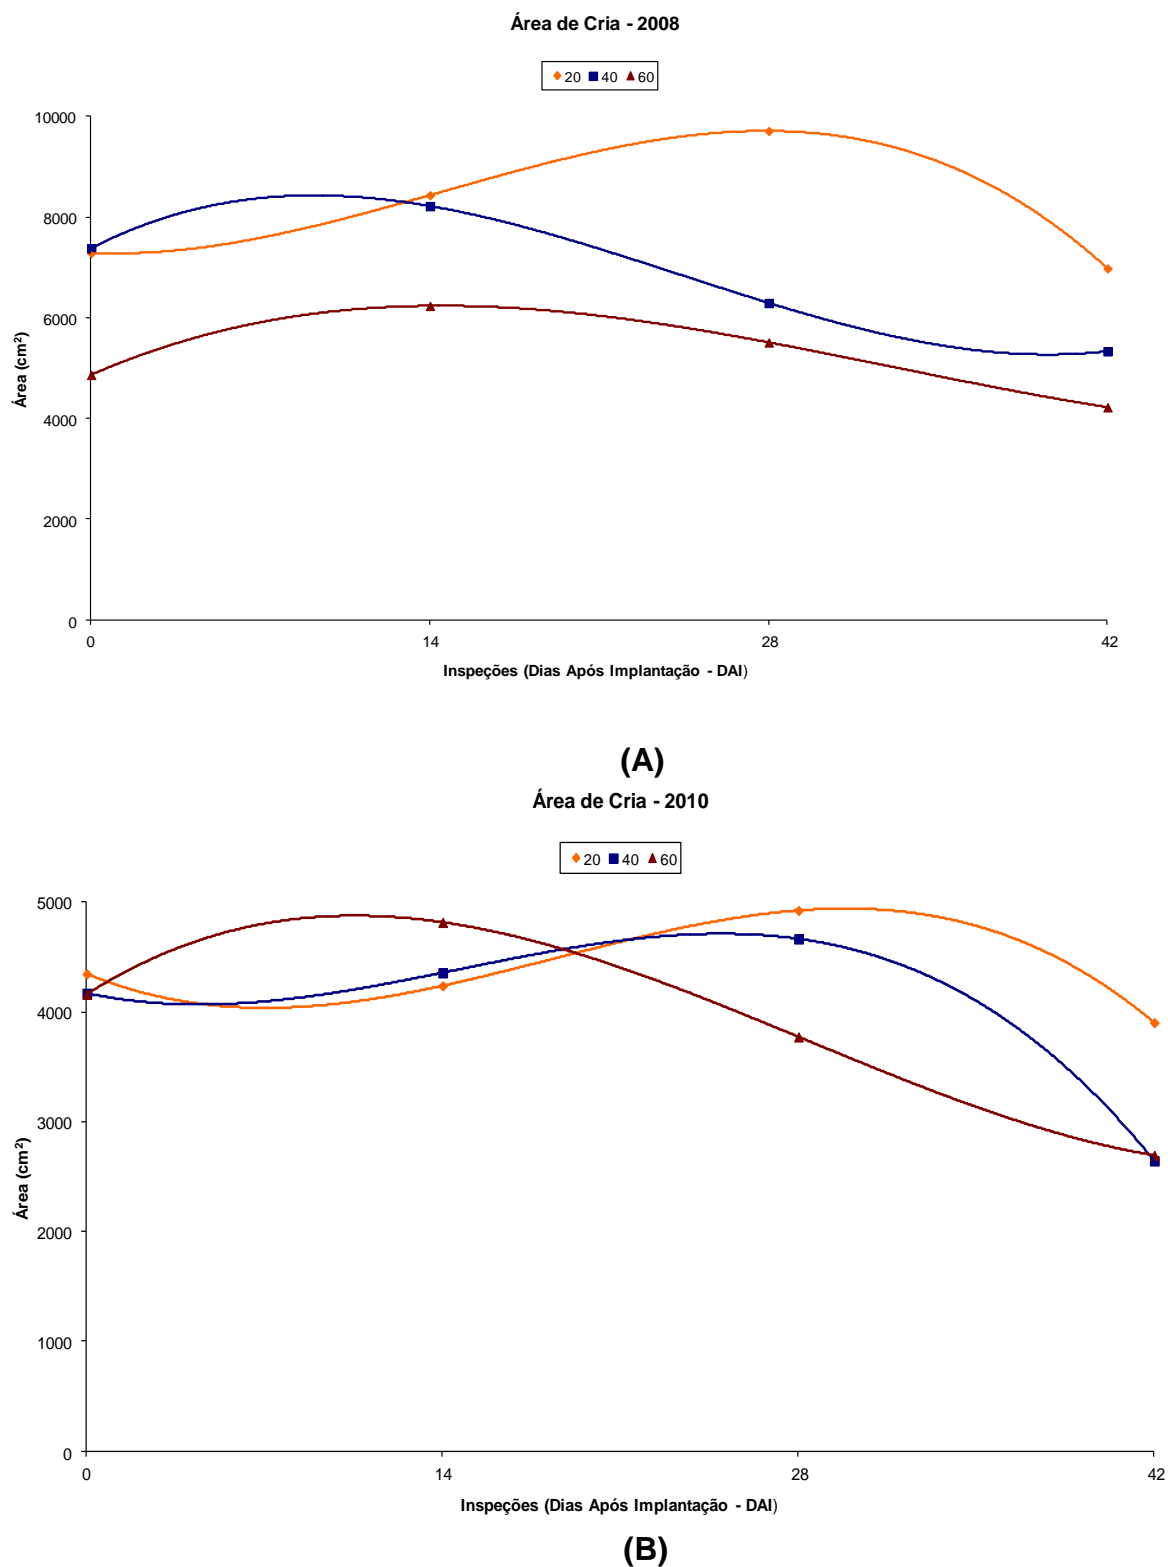 Área de Cria - 2008
20 40 60
10000
8000
6000
4000
2000
0
Área (cm²)
0 14 28 42
Inspeções (Dias Após Implantação - DAI)
(A)
Área de Cria - 2010
20 40 60
5000
4000
3000
2000
1000
0
Área (cm²)
0 14 28 42
Inspeções (Dias Após Implantação - DAI)
(B)